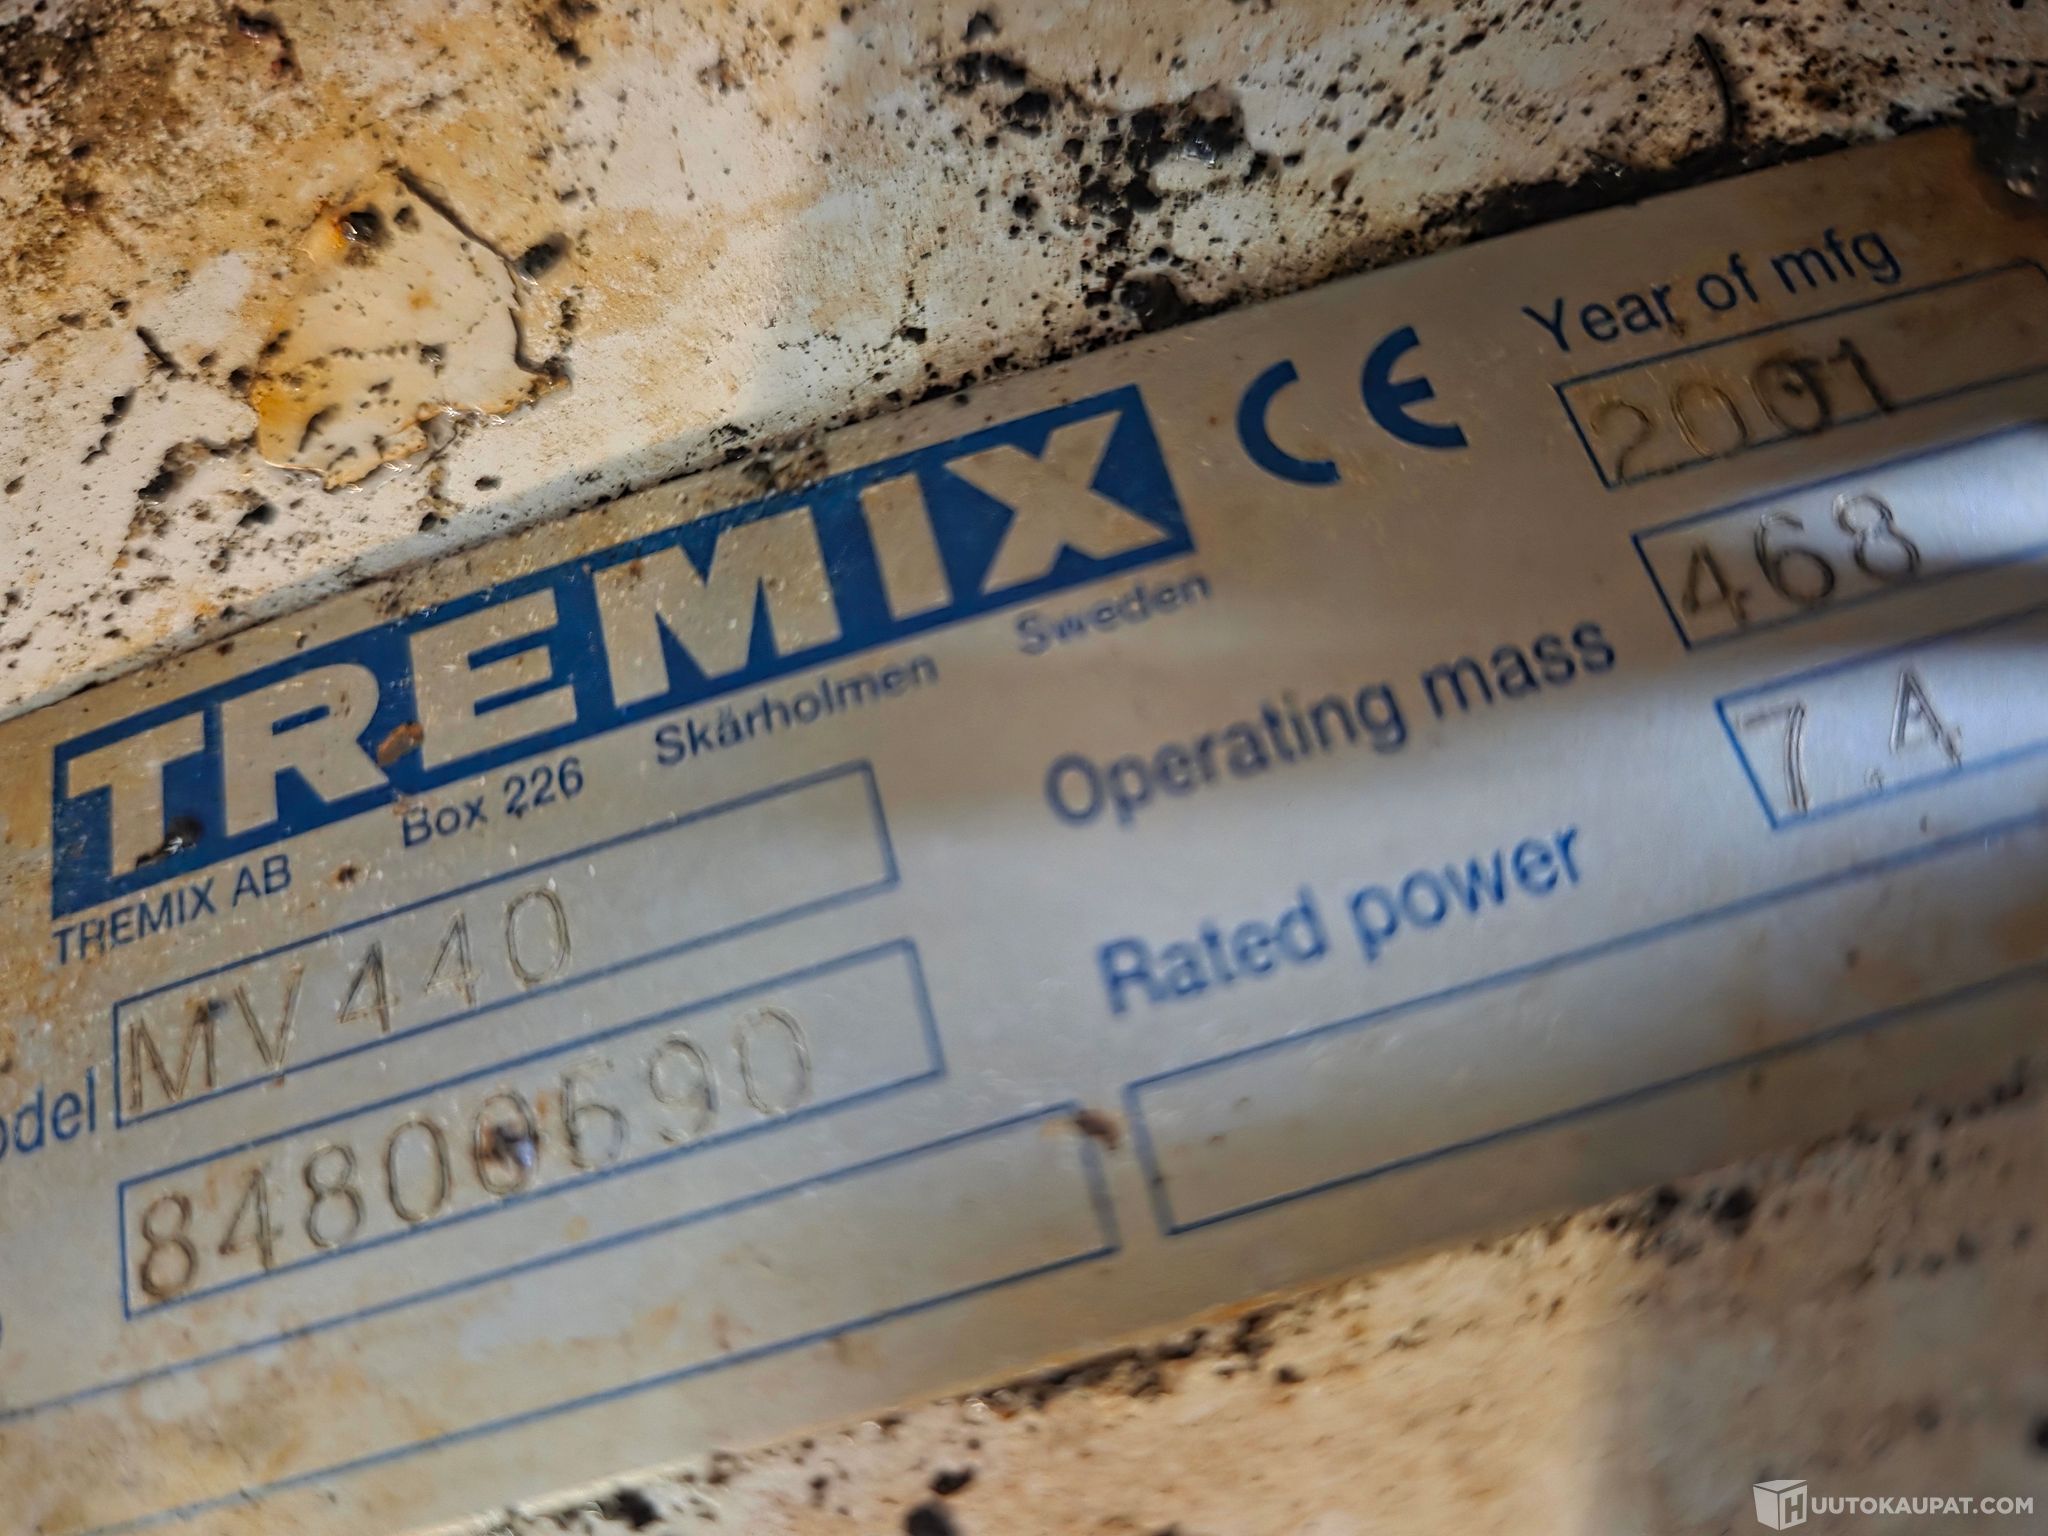 TREMIX CE
TREMIX AB Box 226 Skärholmen Sweden
Year of mfg
2001
Operating mass 468
Rated power 7.4
odel MV440
84800690
HUUTOKAUPAT.COM